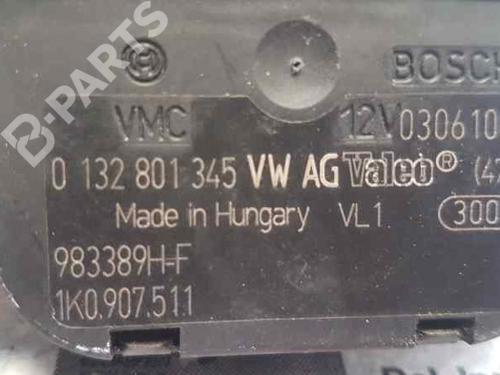 B-PARTS
BOSCH
VMC 12V 030610
0 132 801 345 VW AG Valeo®
Made in Hungary VL1 300
983389H-F
1K0.907.511